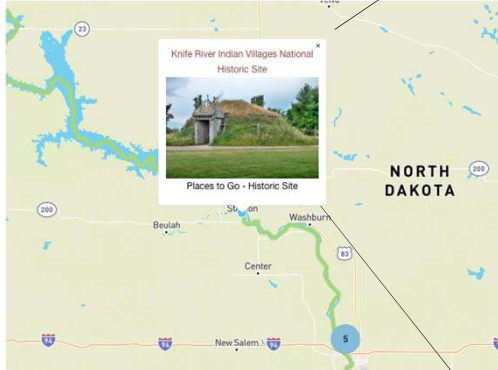 23
×
Knife River Indian Villages National
Historic Site
Places to Go - Historic Site
NORTH
DAKOTA
200
200
Beulah
Washburn
83
Center
5
94
94
94
New Salem